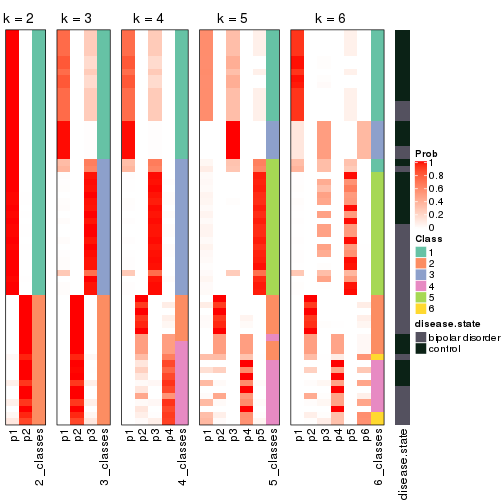 k = 2 k = 3 k = 4 k = 5 k = 6
Prob
1
0.8
0.6
0.4
0.2
0
Class
1
2
3
4
5
6
disease.state
bipolar disorder
control
p1 p2 2_classes p1 p2 p3 3_classes p1 p2 p3 p4 4_classes p1 p2 p3 p4 p5 5_classes p1 p2 p3 p4 p5 p6 6_classes disease.state